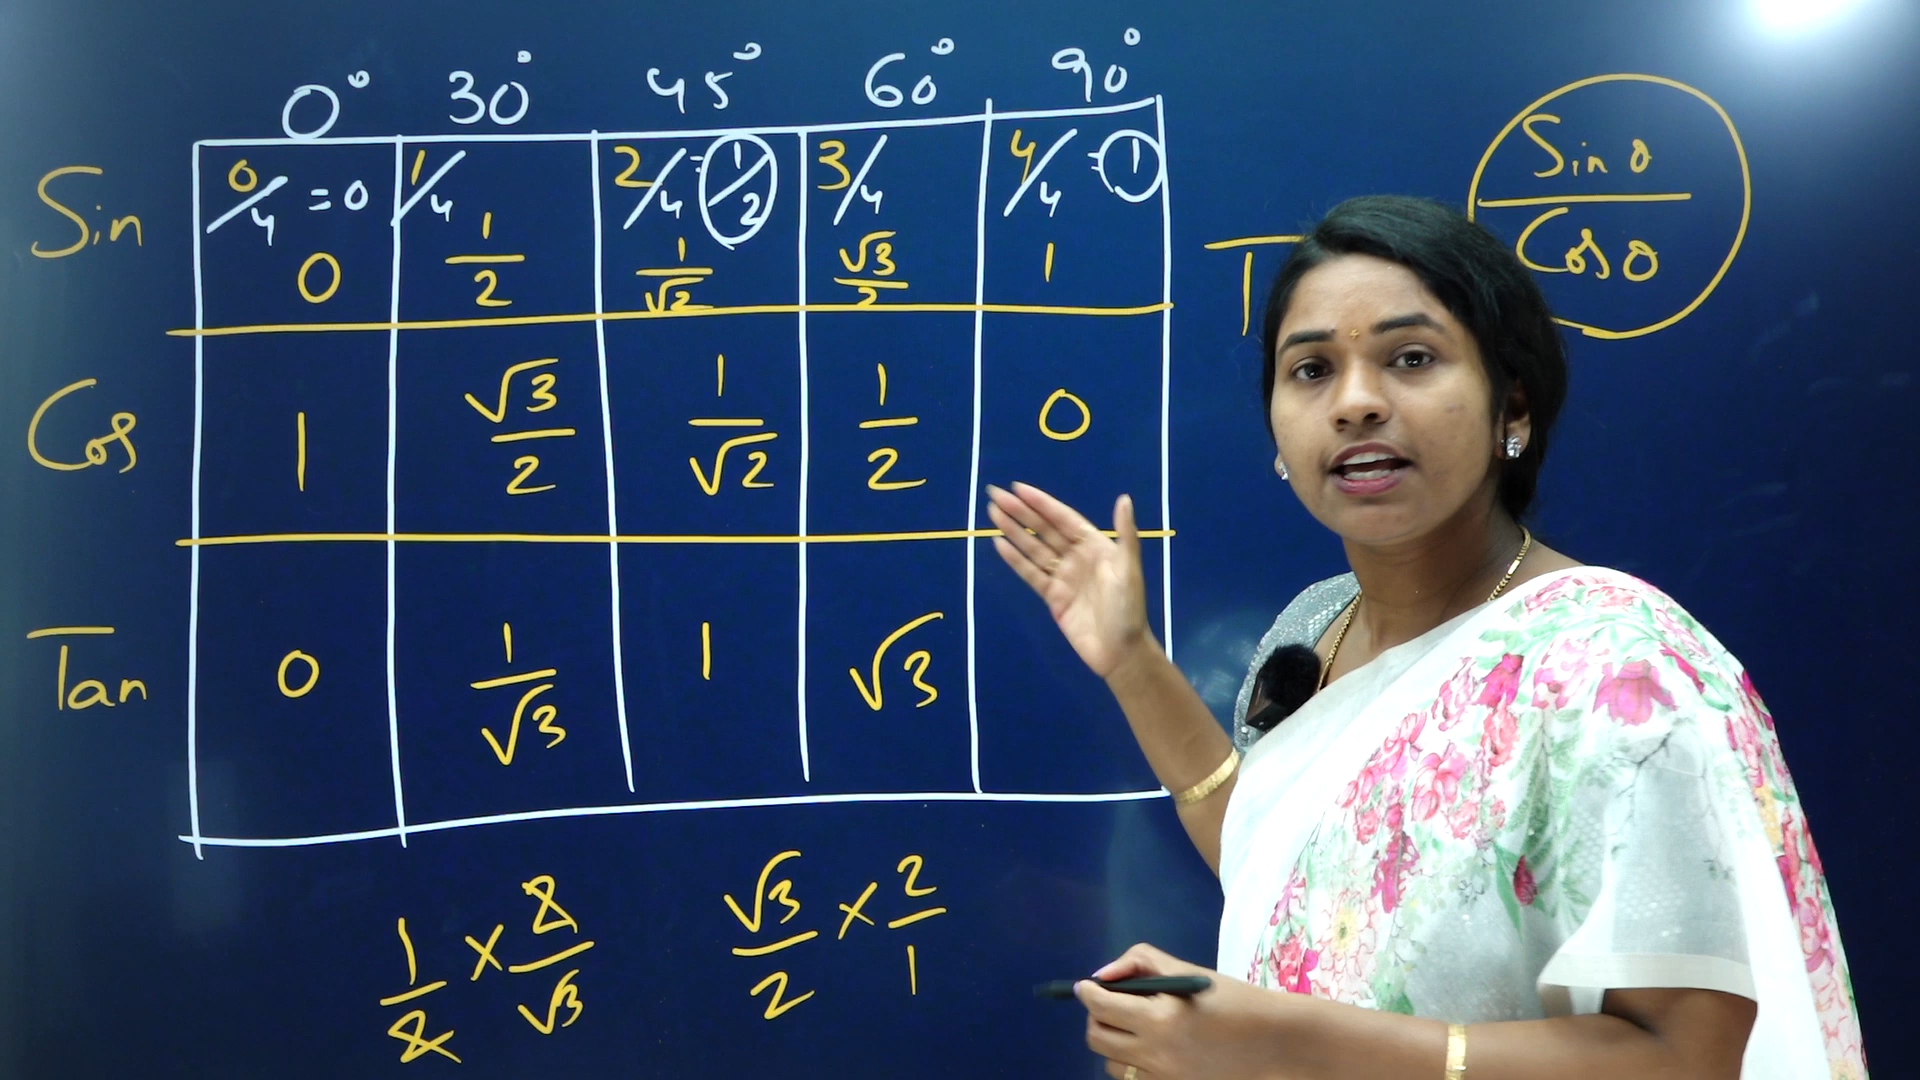 0° 30° 45° 60° 90°
Sin 0/4 = 0 1/4 2/4 = 1/2 3/4 4/4 = 1
0 1/2 1/√2 √3/2 1
Cos 1 √3/2 1/√2 1/2 0
Tan 0 1/√3 1 √3
1/2 × 2/√3 √3/2 × 2/1
T
Sin θ
Cos θ